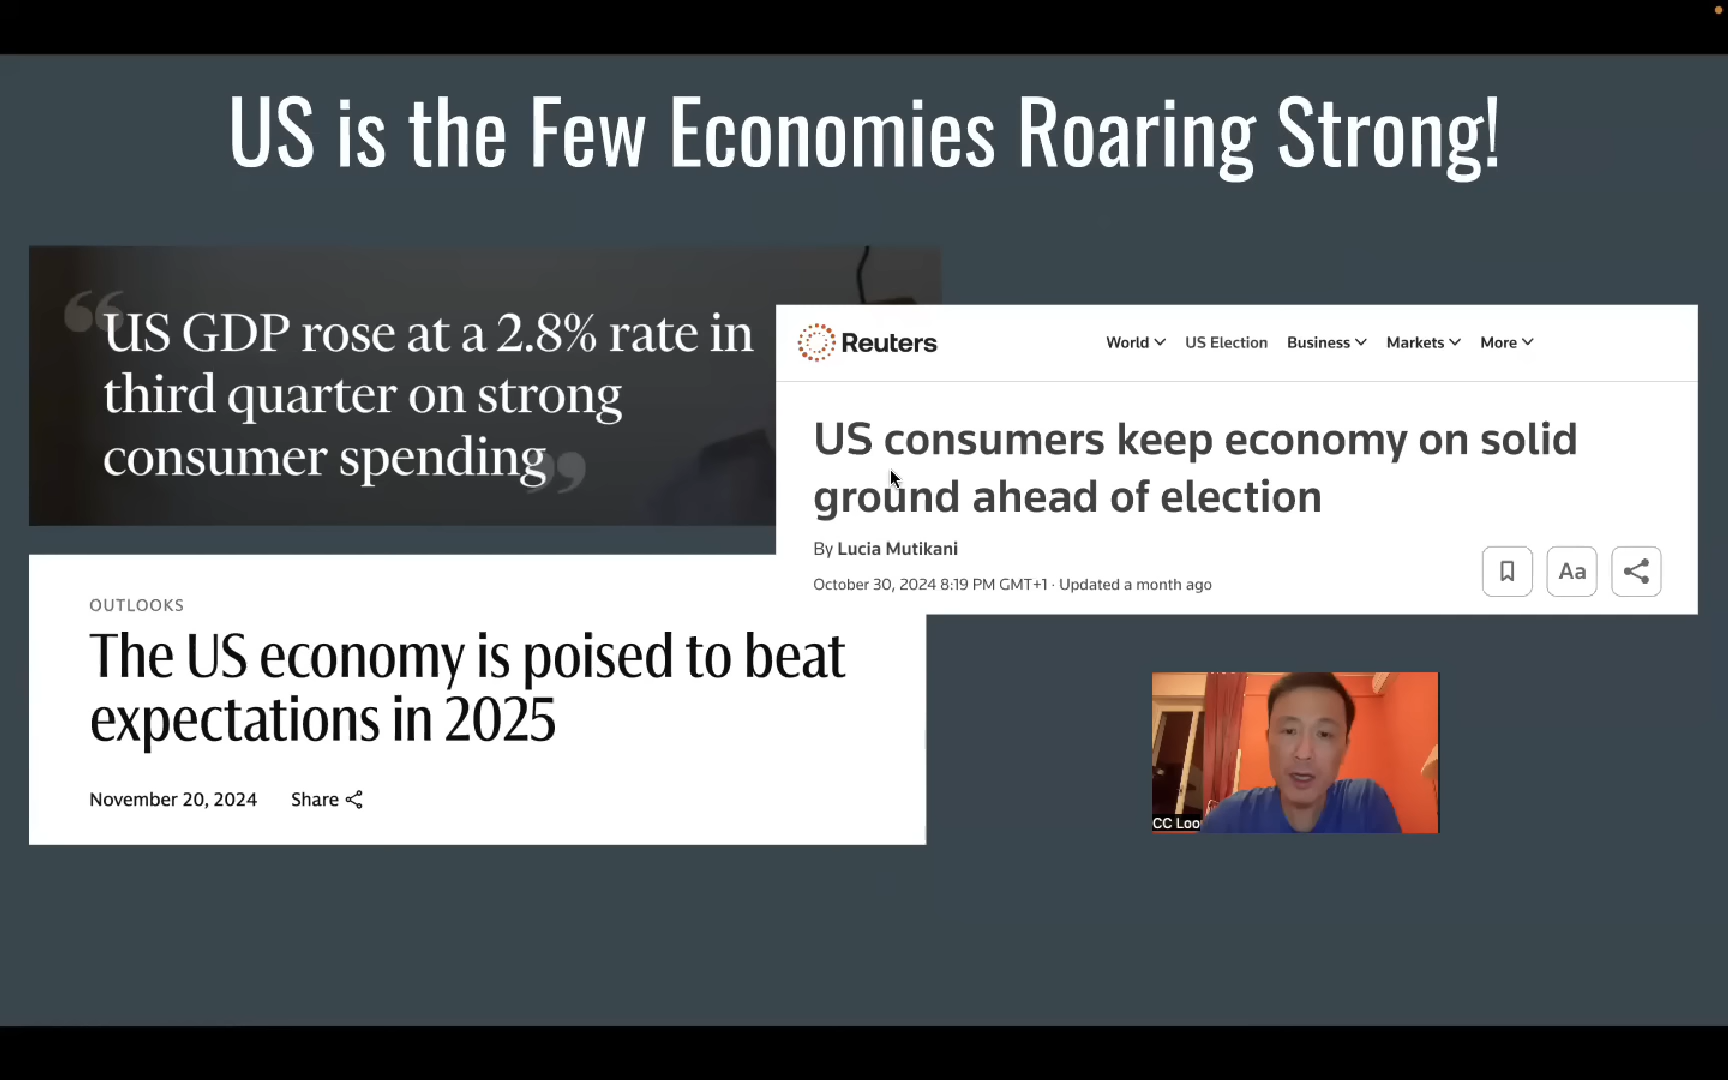 US is the Few Economies Roaring Strong!
“US GDP rose at a 2.8% rate in
third quarter on strong
consumer spending”
Reuters
World US Election Business Markets More
US consumers keep economy on solid
ground ahead of election
By Lucia Mutikani
October 30, 2024 8:19 PM GMT+1 · Updated a month ago
Aa
OUTLOOKS
The US economy is poised to beat
expectations in 2025
November 20, 2024 Share
CC Loo